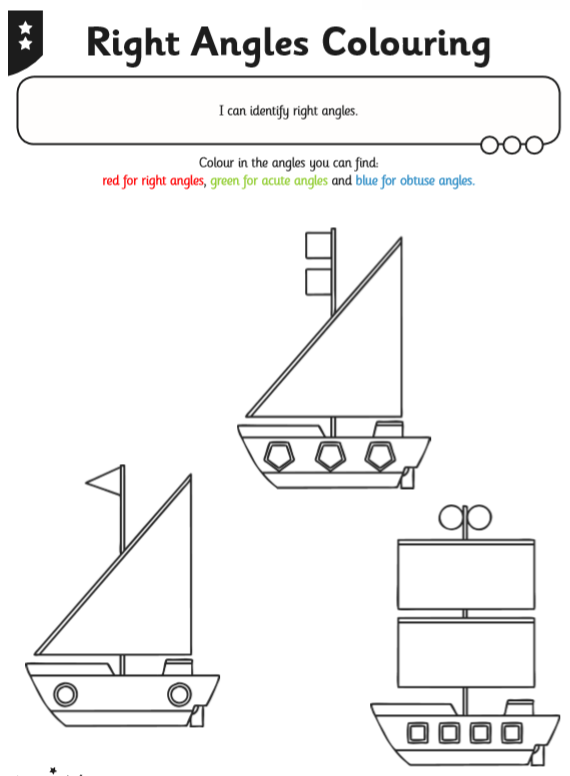 Right Angles Colouring
I can identify right angles.
Colour in the angles you can find:
red for right angles, green for acute angles and blue for obtuse angles.